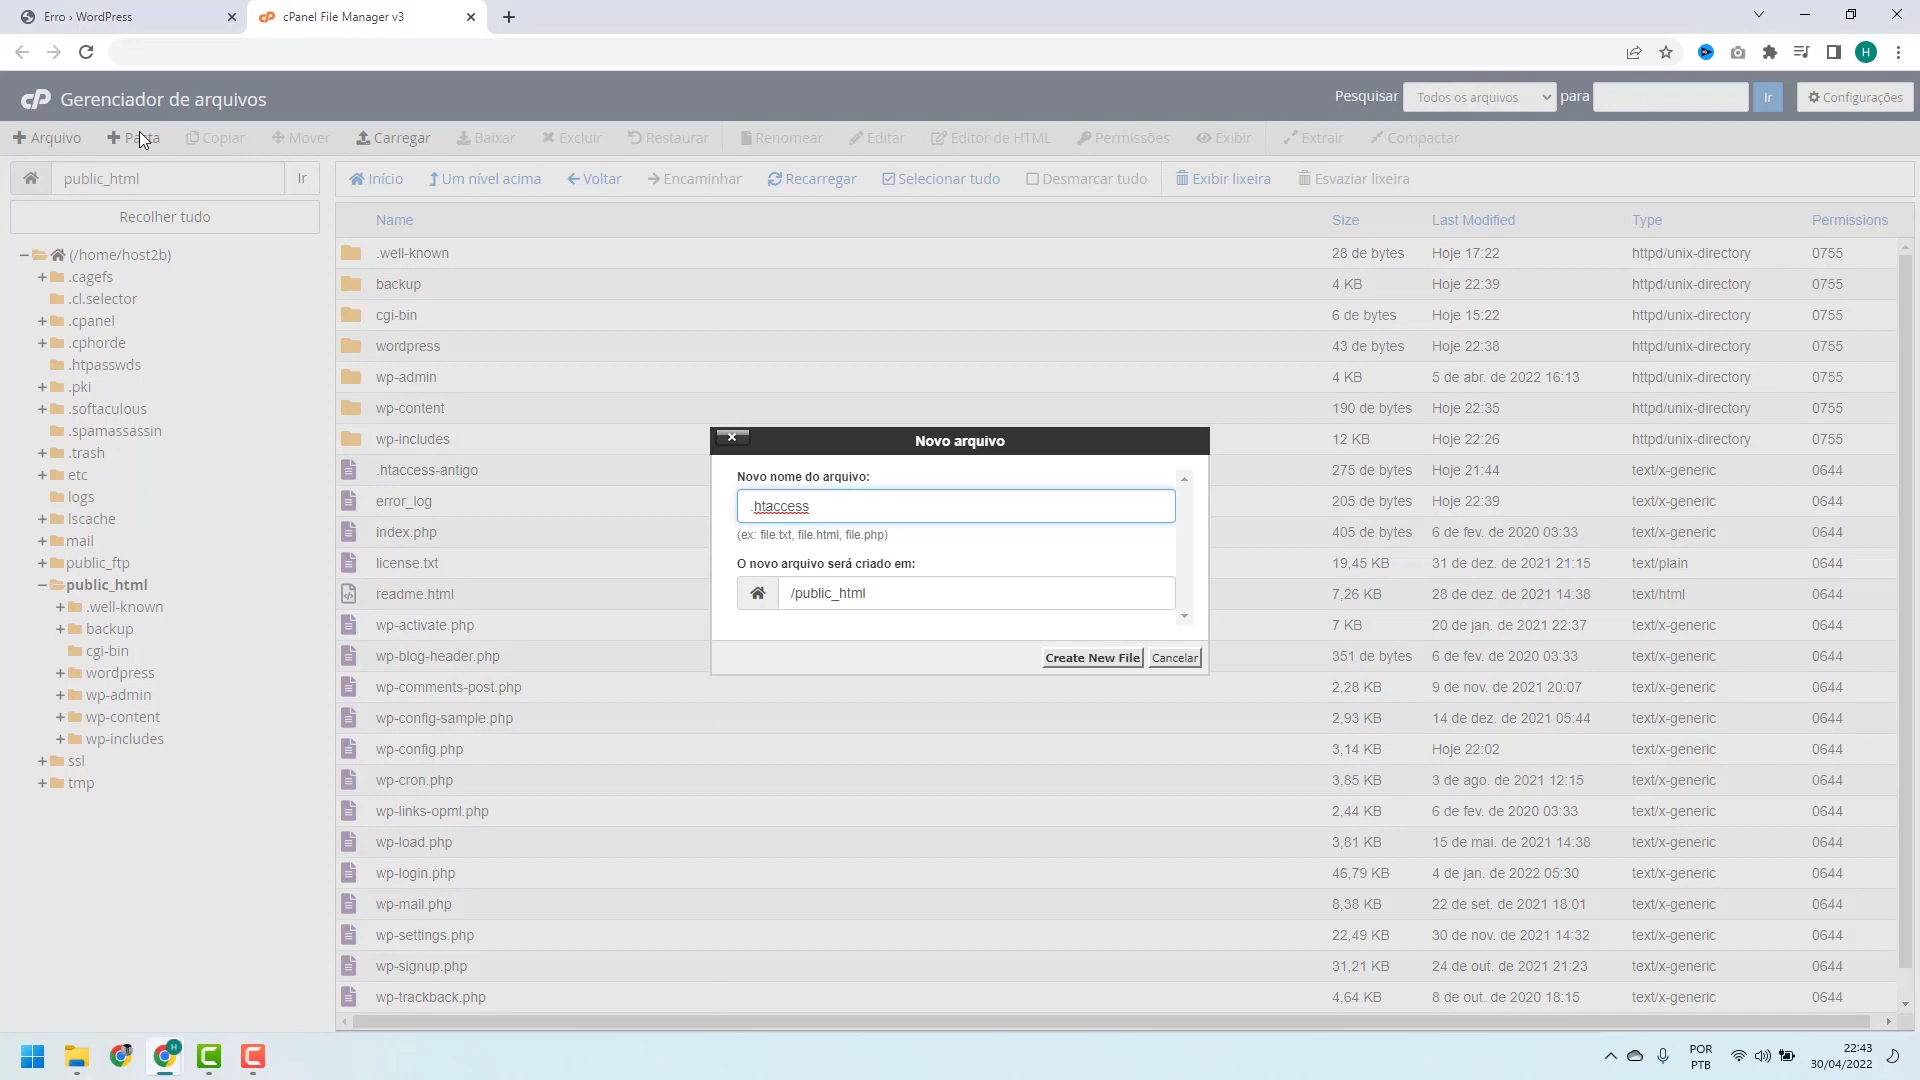 Erro › WordPress
cPanel File Manager v3
H
cP Gerenciador de arquivos
Pesquisar Todos os arquivos para Ir Configurações
Arquivo Pasta Copiar Mover Carregar Baixar Excluir Restaurar Renomear Editar Editor de HTML Permissões Exibir Extrair Compactar
public_html Ir Início Um nível acima Voltar Encaminhar Recarregar Selecionar tudo Desmarcar tudo Exibir lixeira Esvaziar lixeira
Recolher tudo
(/home/host2b)
.cagefs
.cl.selector
.cpanel
.cphorde
.htpasswds
.pki
.softaculous
.spamassassin
.trash
etc
logs
lscache
mail
public_ftp
public_html
.well-known
backup
cgi-bin
wordpress
wp-admin
wp-content
wp-includes
ssl
tmp
Name Size Last Modified Type Permissions
.well-known 28 de bytes Hoje 17:22 httpd/unix-directory 0755
backup 4 KB Hoje 22:39 httpd/unix-directory 0755
cgi-bin 6 de bytes Hoje 15:22 httpd/unix-directory 0755
wordpress 43 de bytes Hoje 22:38 httpd/unix-directory 0755
wp-admin 4 KB 5 de abr. de 2022 16:13 httpd/unix-directory 0755
wp-content 190 de bytes Hoje 22:35 httpd/unix-directory 0755
wp-includes 12 KB Hoje 22:26 httpd/unix-directory 0755
.htaccess-antigo 275 de bytes Hoje 21:44 text/x-generic 0644
error_log 205 de bytes Hoje 22:39 text/x-generic 0644
index.php 405 de bytes 6 de fev. de 2020 03:33 text/x-generic 0644
license.txt 19,45 KB 31 de dez. de 2021 21:15 text/plain 0644
readme.html 7,26 KB 28 de dez. de 2021 14:38 text/html 0644
wp-activate.php 7 KB 20 de jan. de 2021 22:37 text/x-generic 0644
wp-blog-header.php 351 de bytes 6 de fev. de 2020 03:33 text/x-generic 0644
wp-comments-post.php 2,28 KB 9 de nov. de 2021 20:07 text/x-generic 0644
wp-config-sample.php 2,93 KB 14 de dez. de 2021 05:44 text/x-generic 0644
wp-config.php 3,14 KB Hoje 22:02 text/x-generic 0644
wp-cron.php 3,85 KB 3 de ago. de 2021 12:15 text/x-generic 0644
wp-links-opml.php 2,44 KB 6 de fev. de 2020 03:33 text/x-generic 0644
wp-load.php 3,81 KB 15 de mai. de 2021 14:38 text/x-generic 0644
wp-login.php 46,79 KB 4 de jan. de 2022 05:30 text/x-generic 0644
wp-mail.php 8,38 KB 22 de set. de 2021 18:01 text/x-generic 0644
wp-settings.php 22,49 KB 30 de nov. de 2021 14:32 text/x-generic 0644
wp-signup.php 31,21 KB 24 de out. de 2021 21:23 text/x-generic 0644
wp-trackback.php 4,64 KB 8 de out. de 2020 18:15 text/x-generic 0644
Novo arquivo
Novo nome do arquivo:
.htaccess
(ex: file.txt, file.html, file.php)
O novo arquivo será criado em:
/public_html
Create New File Cancelar
H
POR
PTB
22:43
30/04/2022